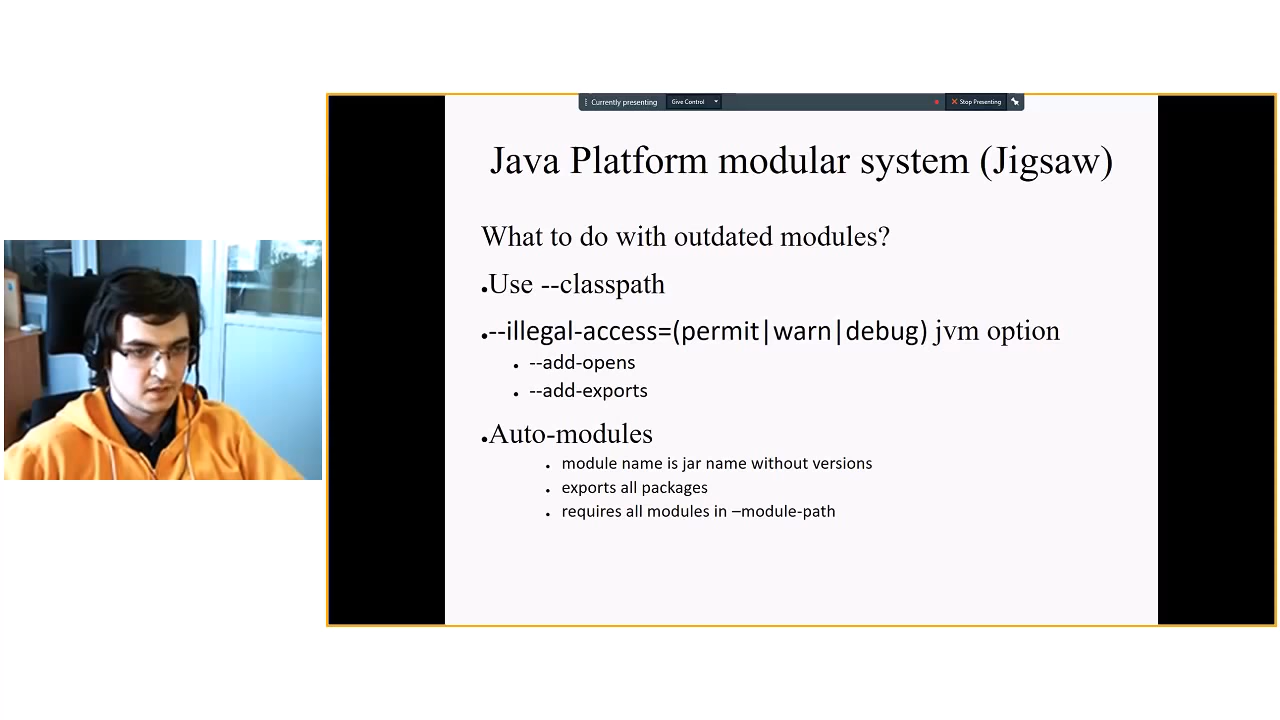 Currently presenting
Give Control
Stop Presenting
Java Platform modular system (Jigsaw)
What to do with outdated modules?
Use --classpath
--illegal-access=(permit|warn|debug) jvm option
--add-opens
--add-exports
Auto-modules
module name is jar name without versions
exports all packages
requires all modules in –module-path